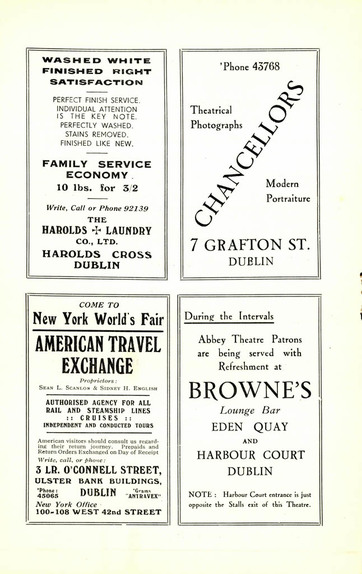 WASHED WHITE
FINISHED RIGHT
SATISFACTION
PERFECT FINISH SERVICE.
INDIVIDUAL ATTENTION
IS THE KEY NOTE.
PERFECTLY WASHED.
STAINS REMOVED.
FINISHED LIKE NEW.
FAMILY SERVICE
ECONOMY
10 lbs. for 3/2
Write, Call or Phone 92139
THE
HAROLDS ✣ LAUNDRY
CO., LTD.
HAROLDS CROSS
DUBLIN
'Phone 43768
Theatrical
Photographs
CHANCELLORS
Modern
Portraiture
7 GRAFTON ST.
DUBLIN
COME TO
New York World's Fair
AMERICAN TRAVEL
EXCHANGE
Proprietors:
SEAN L. SCANLON & SIDNEY H. ENGLISH
AUTHORISED AGENCY FOR ALL
RAIL AND STEAMSHIP LINES
:: CRUISES ::
INDEPENDENT AND CONDUCTED TOURS
American visitors should consult us regard-
ing their return journey. Prepaids and
Return Orders Exchanged on Day of Receipt
Write, call, or phone:
3 LR. O'CONNELL STREET,
ULSTER BANK BUILDINGS,
'Phone: 45065 DUBLIN 'Grams "ANTRAVEX"
New York Office
100-108 WEST 42nd STREET
During the Intervals
Abbey Theatre Patrons
are being served with
Refreshment at
BROWNE'S
Lounge Bar
EDEN QUAY
AND
HARBOUR COURT
DUBLIN
NOTE : Harbour Court entrance is just
opposite the Stalls exit of this Theatre.